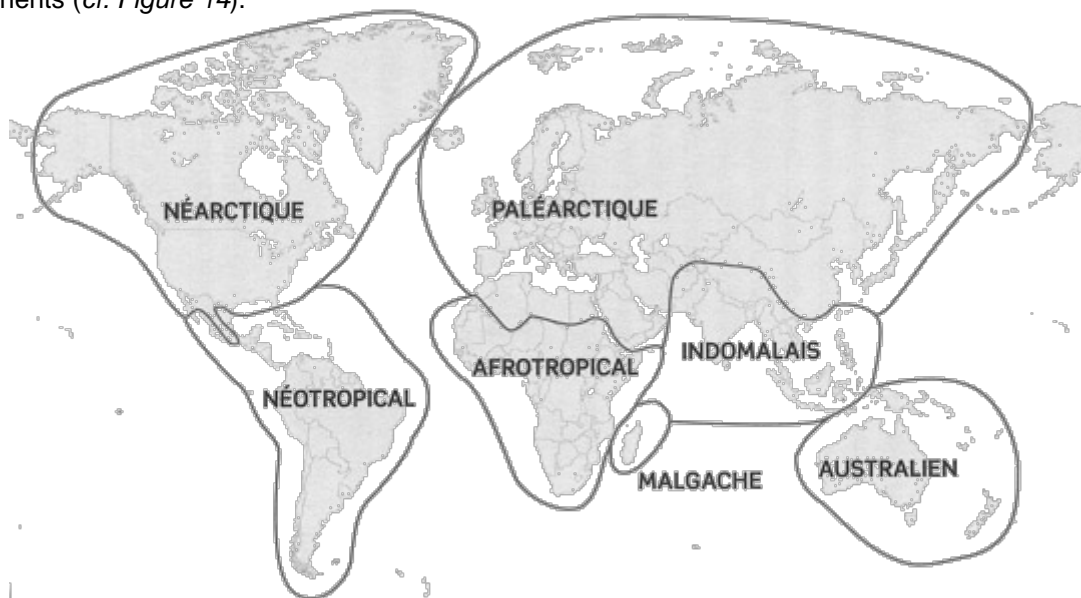 ments (cf. Figure 14).
NÉARCTIQUE
PALÉARCTIQUE
INDOMALAIS
AFROTROPICAL
NÉOTROPICAL
AUSTRALIEN
MALGACHE